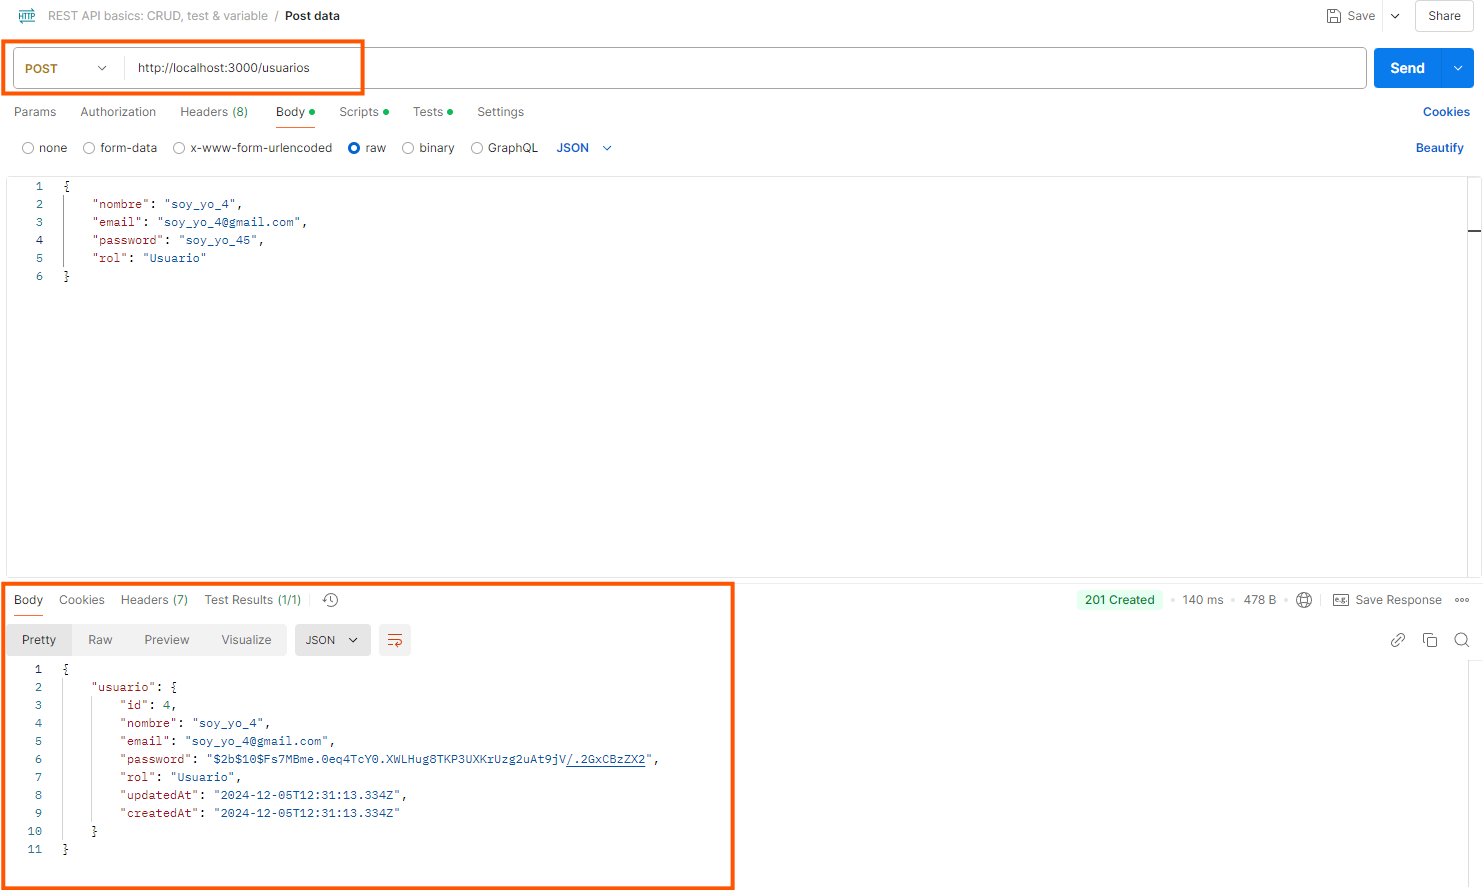 HTTP REST API basics: CRUD, test & variable / Post data Save Share
POST http://localhost:3000/usuarios Send
Params Authorization Headers (8) Body Scripts Tests Settings Cookies
none form-data x-www-form-urlencoded raw binary GraphQL JSON Beautify
1 {
2 "nombre": "soy_yo_4",
3 "email": "soy_yo_4@gmail.com",
4 "password": "soy_yo_45",
5 "rol": "Usuario"
6 }
Body Cookies Headers (7) Test Results (1/1) 201 Created 140 ms 478 B e.g. Save Response
Pretty Raw Preview Visualize JSON
1 {
2 "usuario": {
3 "id": 4,
4 "nombre": "soy_yo_4",
5 "email": "soy_yo_4@gmail.com",
6 "password": "$2b$10$Fs7MBme.0eq4TcY0.XWLHug8TKP3UXKrUzg2uAt9jV/.2GxCBzZX2",
7 "rol": "Usuario",
8 "updatedAt": "2024-12-05T12:31:13.334Z",
9 "createdAt": "2024-12-05T12:31:13.334Z"
10 }
11 }